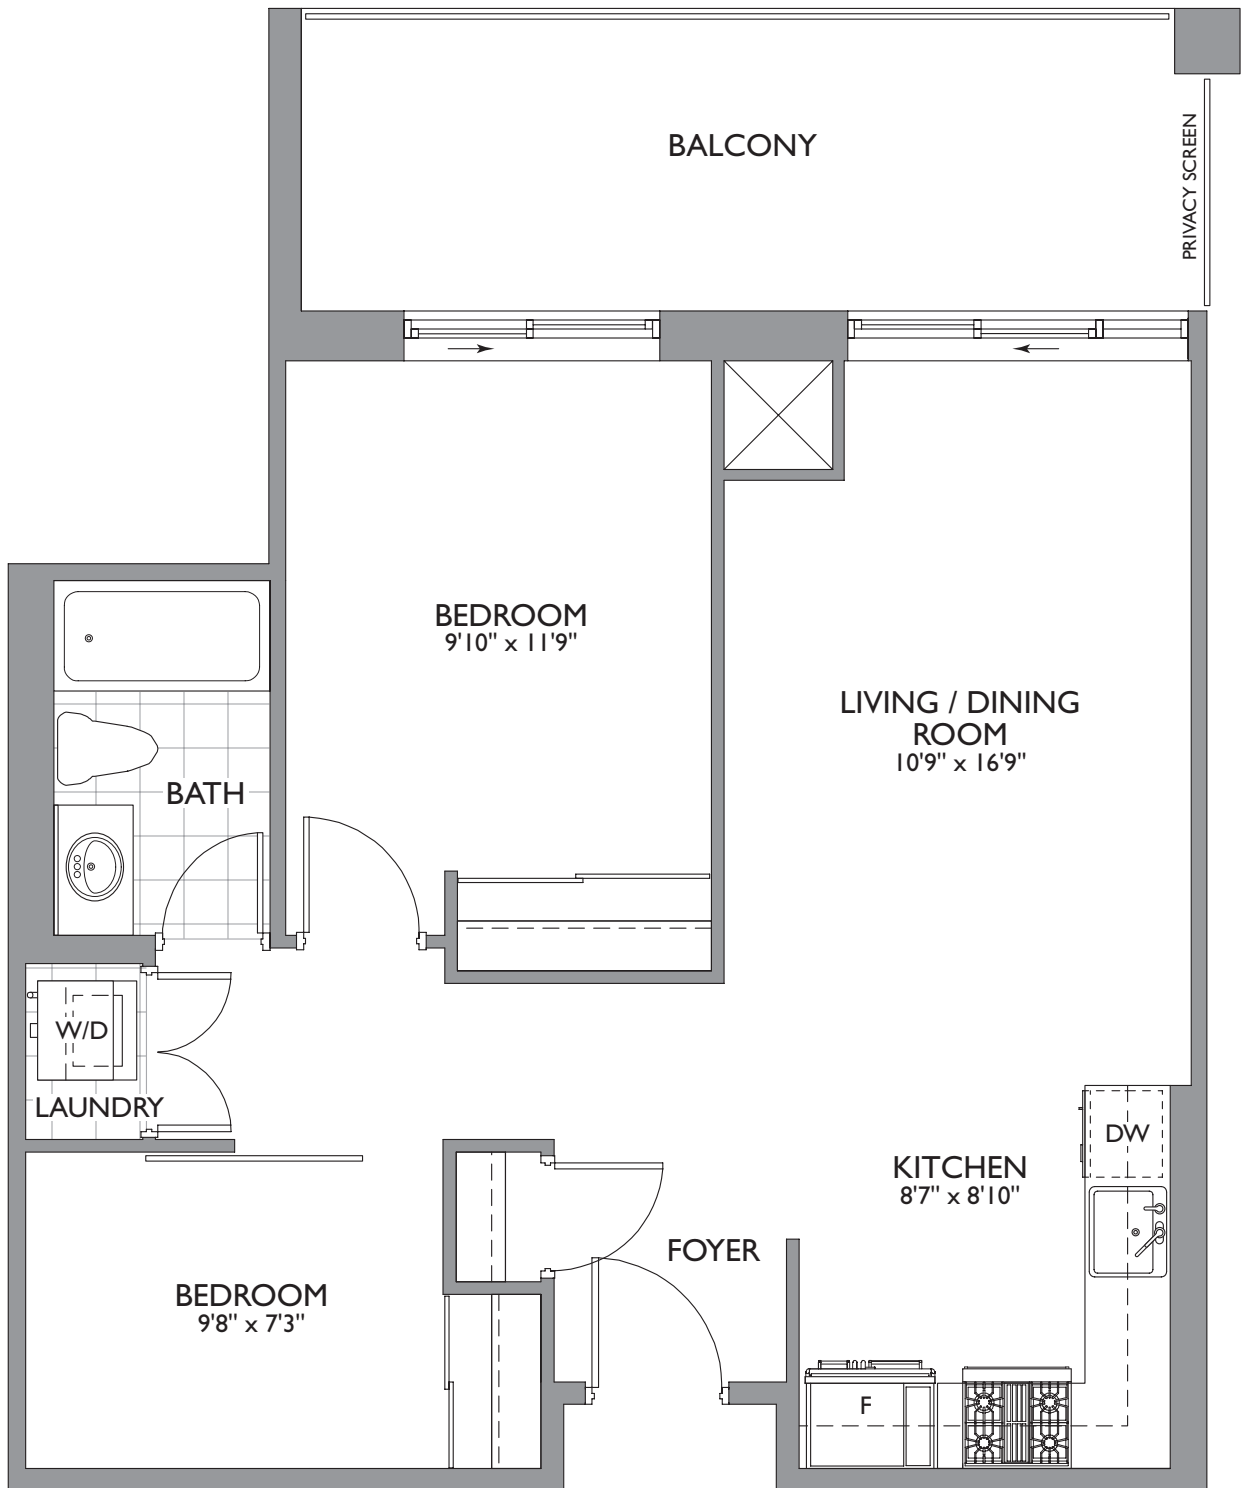 BALCONY
PRIVACY SCREEN
BEDROOM
9'10" x 11'9"
LIVING / DINING
ROOM
10'9" x 16'9"
BATH
W/D
LAUNDRY
DW
KITCHEN
8'7" x 8'10"
FOYER
BEDROOM
9'8" x 7'3"
F